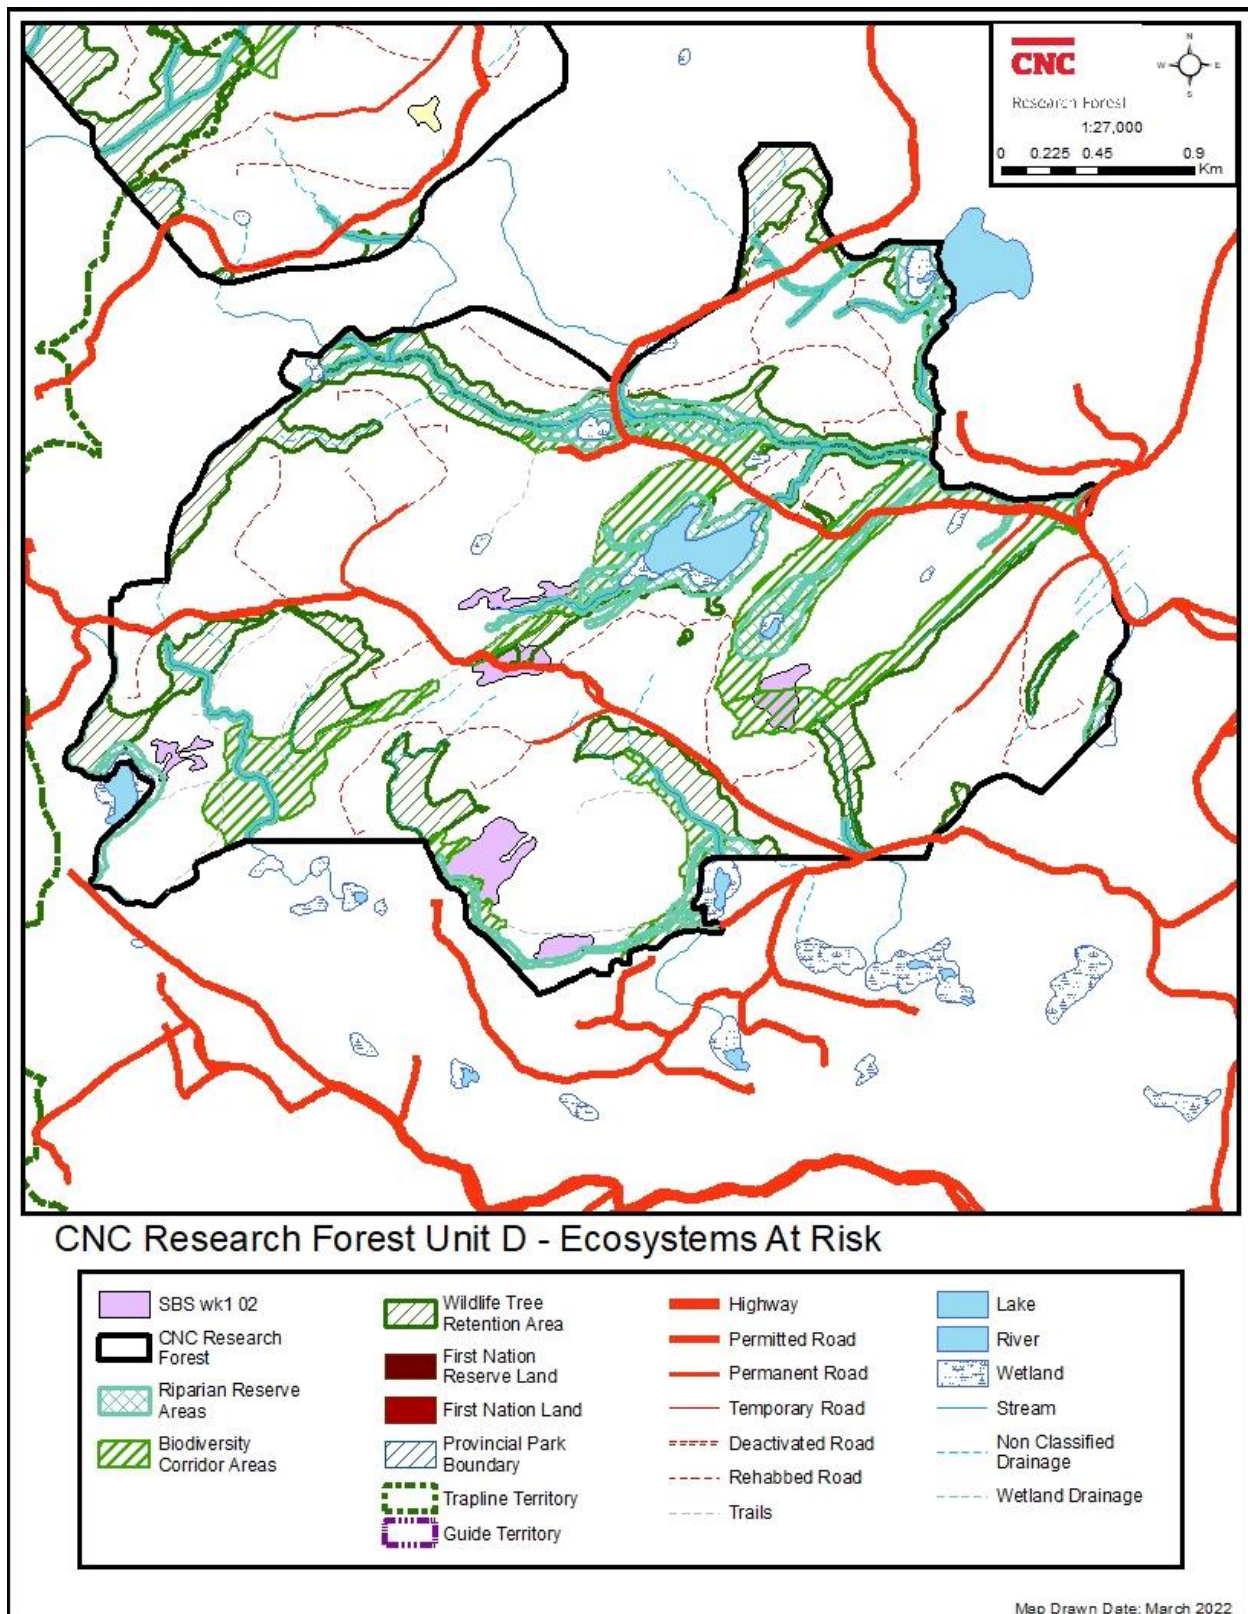 CNC
Research Forest
N
W E
S
1:27,000
0 0.225 0.45 0.9
Km
CNC Research Forest Unit D - Ecosystems At Risk
SBS wk1 02
CNC Research
Forest
Riparian Reserve
Areas
Biodiversity
Corridor Areas
Wildlife Tree
Retention Area
First Nation
Reserve Land
First Nation Land
Provincial Park
Boundary
Trapline Territory
Guide Territory
Highway
Permitted Road
Permanent Road
Temporary Road
Deactivated Road
Rehabbed Road
Trails
Lake
River
Wetland
Stream
Non Classified
Drainage
Wetland Drainage
Map Drawn Date: March 2022